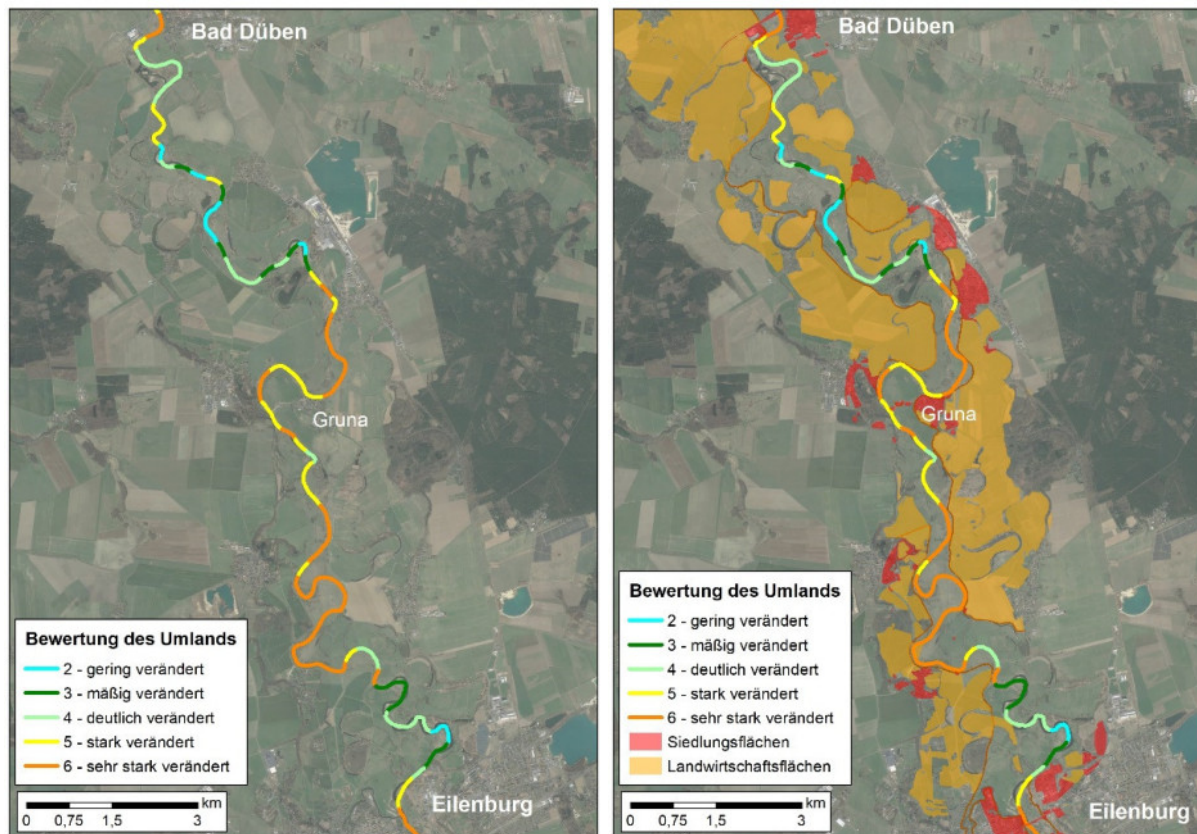 Bad Düben
Gruna
Bewertung des Umlands
2 - gering verändert
3 - mäßig verändert
4 - deutlich verändert
5 - stark verändert
6 - sehr stark verändert
km
0 0,75 1,5 3
Eilenburg
Bad Düben
Gruna
Bewertung des Umlands
2 - gering verändert
3 - mäßig verändert
4 - deutlich verändert
5 - stark verändert
6 - sehr stark verändert
Siedlungsflächen
Landwirtschaftsflächen
km
0 0,75 1,5 3
Eilenburg